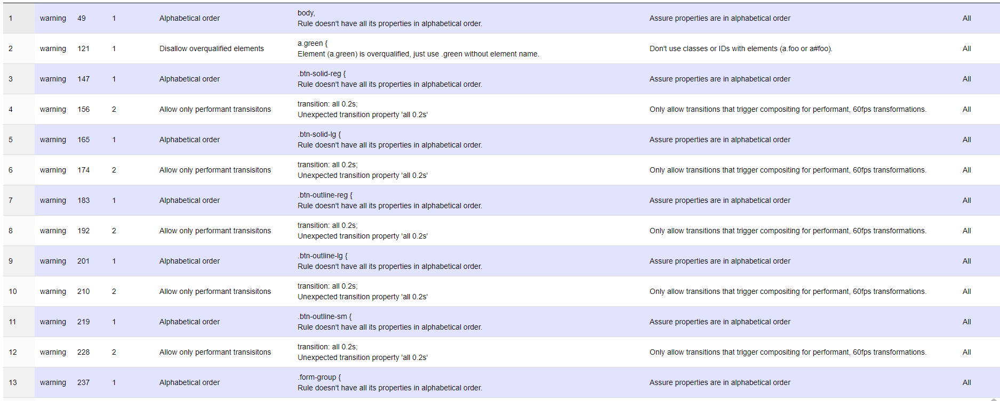 1 warning 49 1 Alphabetical order body, Assure properties are in alphabetical order All
Rule doesn't have all its properties in alphabetical order.
2 warning 121 1 Disallow overqualified elements a.green { Don't use classes or IDs with elements (a.foo or a#foo). All
Element (a.green) is overqualified, just use .green without element name.
3 warning 147 1 Alphabetical order .btn-solid-reg { Assure properties are in alphabetical order All
Rule doesn't have all its properties in alphabetical order.
4 warning 156 2 Allow only performant transisitons transition: all 0.2s; Only allow transitions that trigger compositing for performant, 60fps transformations. All
Unexpected transition property 'all 0.2s'
5 warning 165 1 Alphabetical order .btn-solid-lg { Assure properties are in alphabetical order All
Rule doesn't have all its properties in alphabetical order.
6 warning 174 2 Allow only performant transisitons transition: all 0.2s; Only allow transitions that trigger compositing for performant, 60fps transformations. All
Unexpected transition property 'all 0.2s'
7 warning 183 1 Alphabetical order .btn-outline-reg { Assure properties are in alphabetical order All
Rule doesn't have all its properties in alphabetical order.
8 warning 192 2 Allow only performant transisitons transition: all 0.2s; Only allow transitions that trigger compositing for performant, 60fps transformations. All
Unexpected transition property 'all 0.2s'
9 warning 201 1 Alphabetical order .btn-outline-lg { Assure properties are in alphabetical order All
Rule doesn't have all its properties in alphabetical order.
10 warning 210 2 Allow only performant transisitons transition: all 0.2s; Only allow transitions that trigger compositing for performant, 60fps transformations. All
Unexpected transition property 'all 0.2s'
11 warning 219 1 Alphabetical order .btn-outline-sm { Assure properties are in alphabetical order All
Rule doesn't have all its properties in alphabetical order.
12 warning 228 2 Allow only performant transisitons transition: all 0.2s; Only allow transitions that trigger compositing for performant, 60fps transformations. All
Unexpected transition property 'all 0.2s'
13 warning 237 1 Alphabetical order .form-group { Assure properties are in alphabetical order All
Rule doesn't have all its properties in alphabetical order.